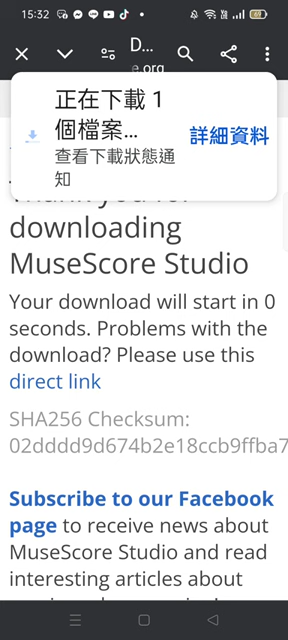 15:32
69
D...
e.org
正在下載 1
個檔案...
查看下載狀態通
知
詳細資料
downloading
MuseScore Studio
Your download will start in 0
seconds. Problems with the
download? Please use this
direct link
SHA256 Checksum:
02dddd9d674b2e18ccb9ffba7
Subscribe to our Facebook
page to receive news about
MuseScore Studio and read
interesting articles about